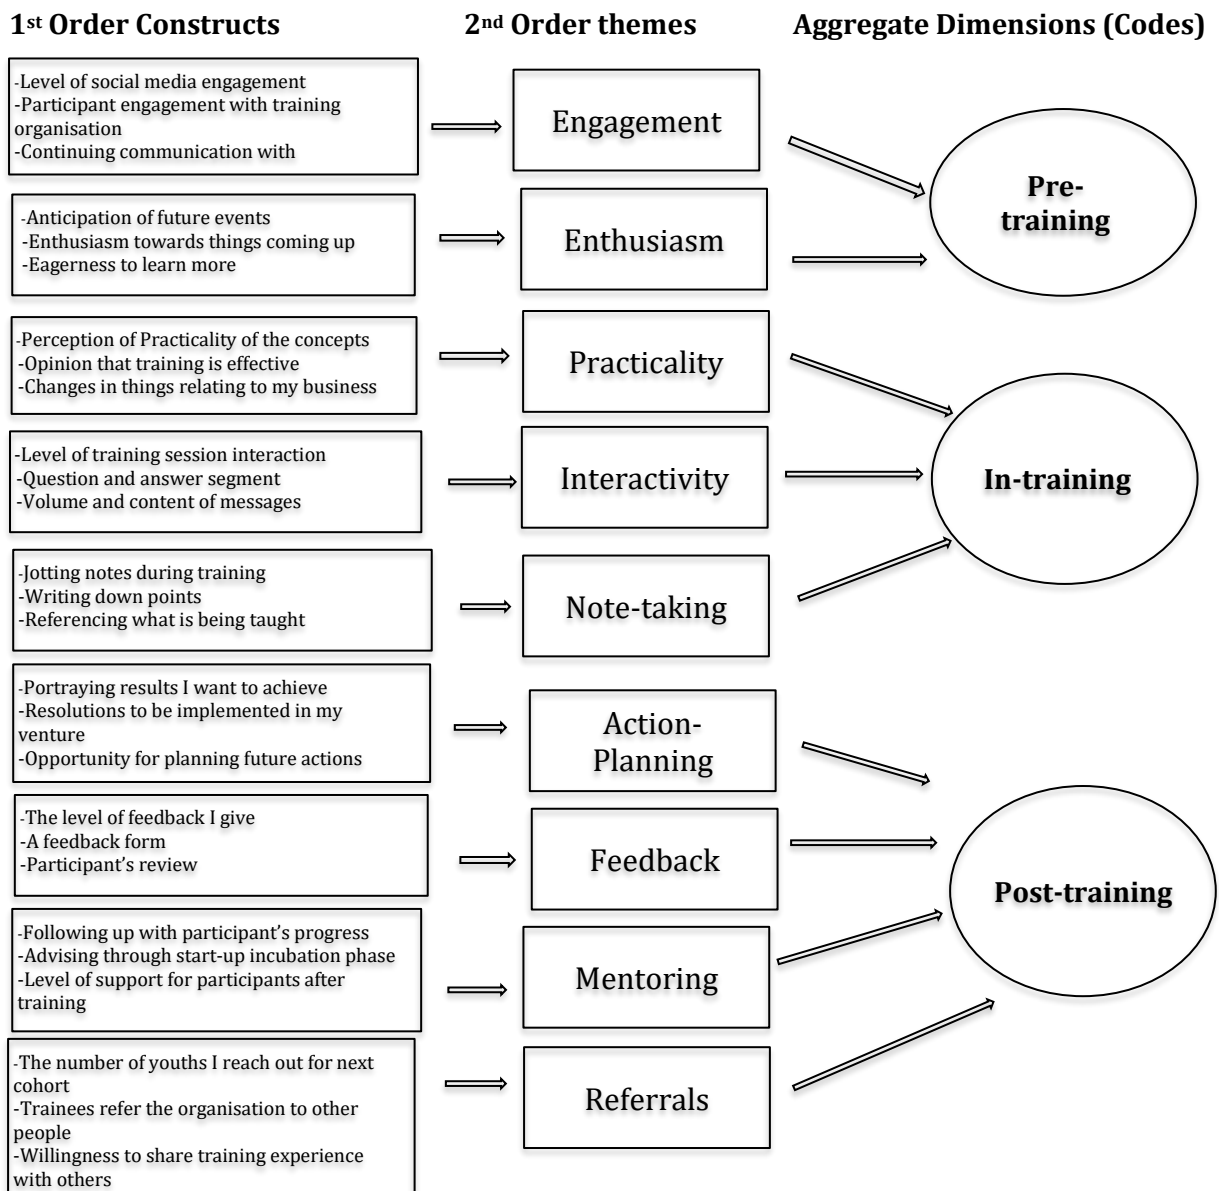 1st Order Constructs
2nd Order themes
Aggregate Dimensions (Codes)
-Level of social media engagement
-Participant engagement with training
organisation
-Continuing communication with
Engagement
-Anticipation of future events
-Enthusiasm towards things coming up
-Eagerness to learn more
Enthusiasm
Pre-
training
-Perception of Practicality of the concepts
-Opinion that training is effective
-Changes in things relating to my business
Practicality
-Level of training session interaction
-Question and answer segment
-Volume and content of messages
Interactivity
In-training
-Jotting notes during training
-Writing down points
-Referencing what is being taught
Note-taking
-Portraying results I want to achieve
-Resolutions to be implemented in my
venture
-Opportunity for planning future actions
Action-
Planning
-The level of feedback I give
-A feedback form
-Participant’s review
Feedback
Post-training
-Following up with participant’s progress
-Advising through start-up incubation phase
-Level of support for participants after
training
Mentoring
-The number of youths I reach out for next
cohort
-Trainees refer the organisation to other
people
-Willingness to share training experience
with others
Referrals